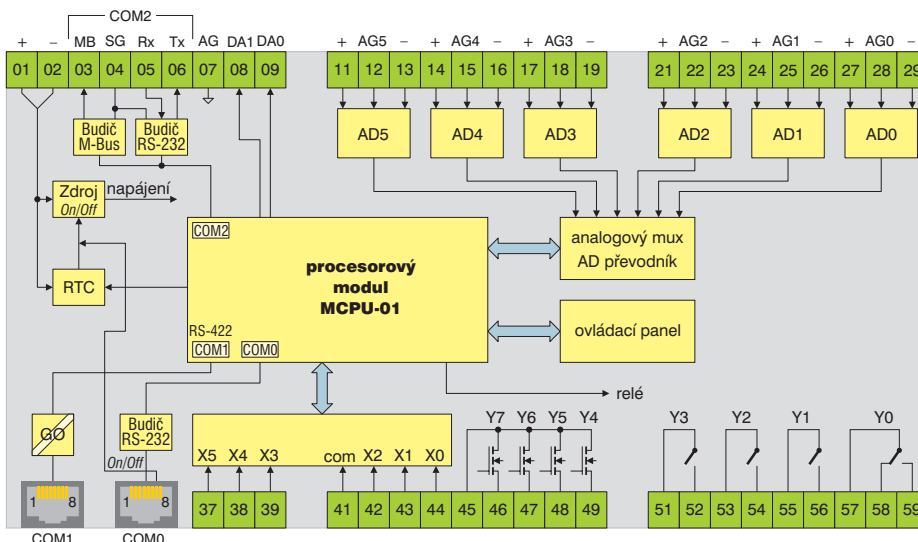 COM2
+ − MB SG Rx Tx AG DA1 DA0 + AG5 − + AG4 − + AG3 − + AG2 − + AG1 − + AG0 −
01 02 03 04 05 06 07 08 09 11 12 13 14 15 16 17 18 19 21 22 23 24 25 26 27 28 29
Budič
M-Bus
Budič
RS-232
AD5 AD4 AD3 AD2 AD1 AD0
Zdroj
On/Off
napájení
COM2
procesorový
modul
MCPU-01
analogový mux
AD převodník
RTC
RS-422
COM1
COM0
ovládací panel
relé
GO
Budič
RS-232
On/Off
X5 X4 X3 com X2 X1 X0
Y7 Y6 Y5 Y4 Y3 Y2 Y1 Y0
1 8
1 8
37 38 39 41 42 43 44 45 46 47 48 49 51 52 53 54 55 56 57 58 59
COM1 COM0